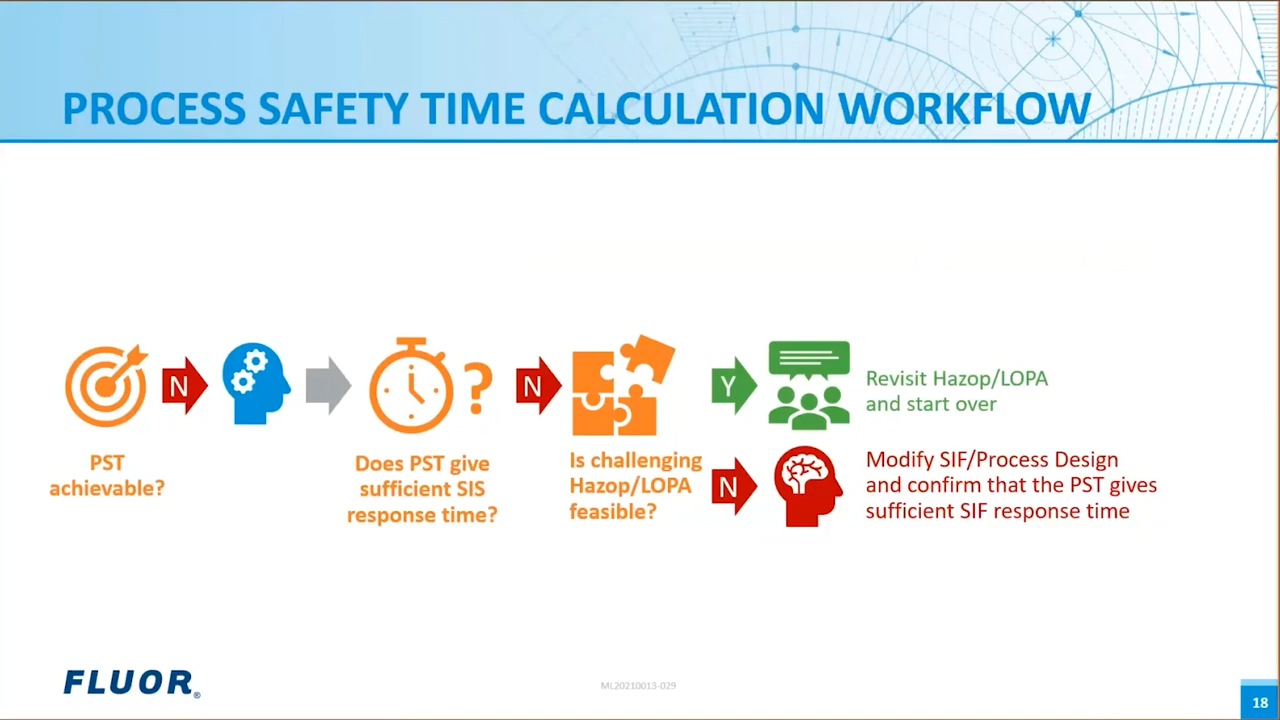 PROCESS SAFETY TIME CALCULATION WORKFLOW
N
N
Y
Revisit Hazop/LOPA
and start over
PST
achievable?
Does PST give
sufficient SIS
response time?
Is challenging
Hazop/LOPA
feasible?
N
Modify SIF/Process Design
and confirm that the PST gives
sufficient SIF response time
FLUOR®
ML20210013-029
18